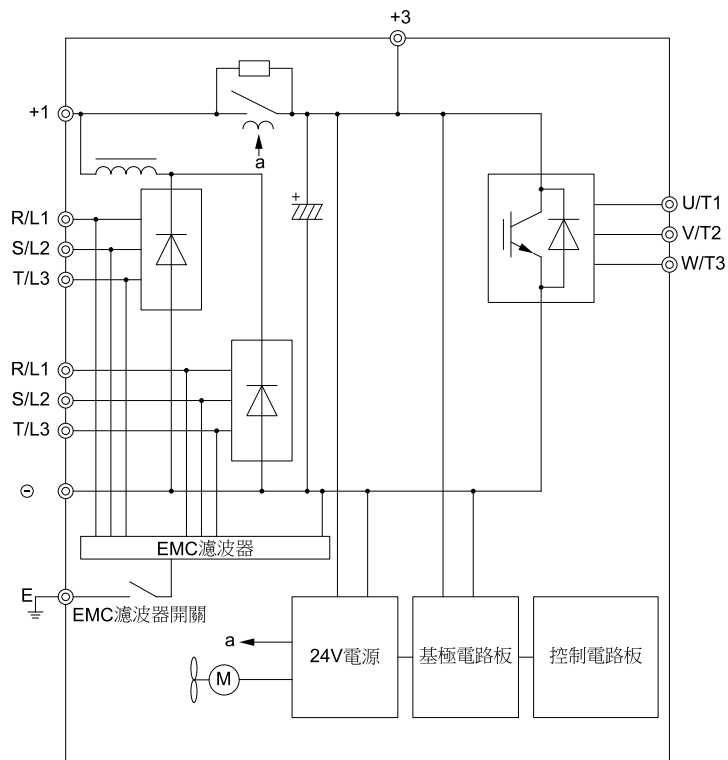 +3
+1
a
+
R/L1
S/L2
T/L3
U/T1
V/T2
W/T3
R/L1
S/L2
T/L3
⊖
EMC濾波器
E
EMC濾波器開關
a
M
24V電源
基極電路板
控制電路板